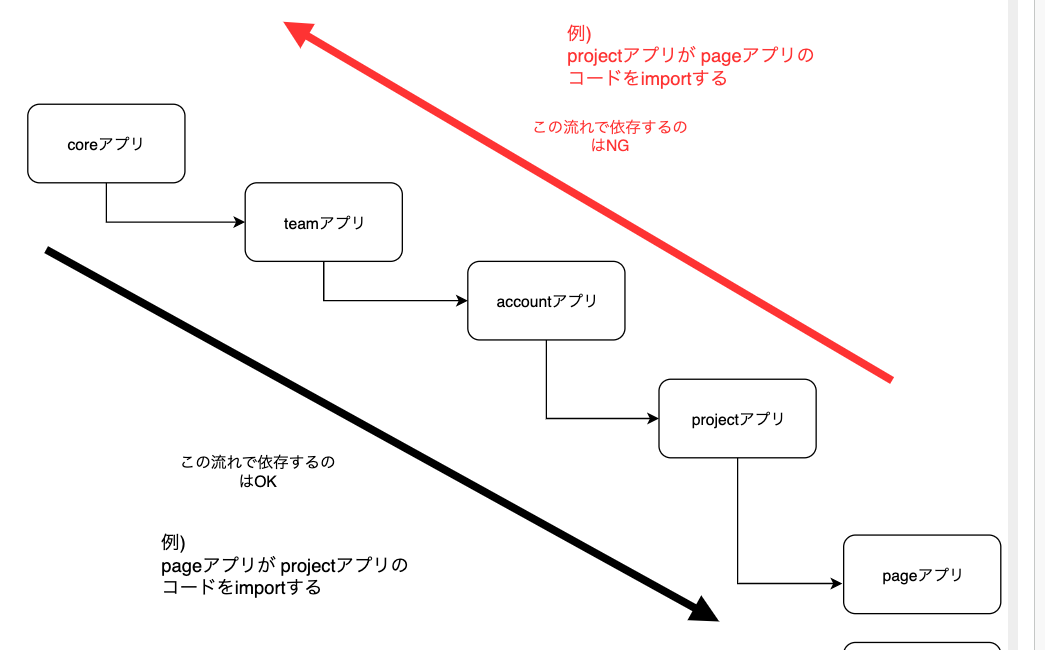 例)
projectアプリが pageアプリの
コードをimportする
この流れで依存するの
はNG
coreアプリ
teamアプリ
accountアプリ
projectアプリ
この流れで依存するの
はOK
例)
pageアプリが projectアプリの
コードをimportする
pageアプリ